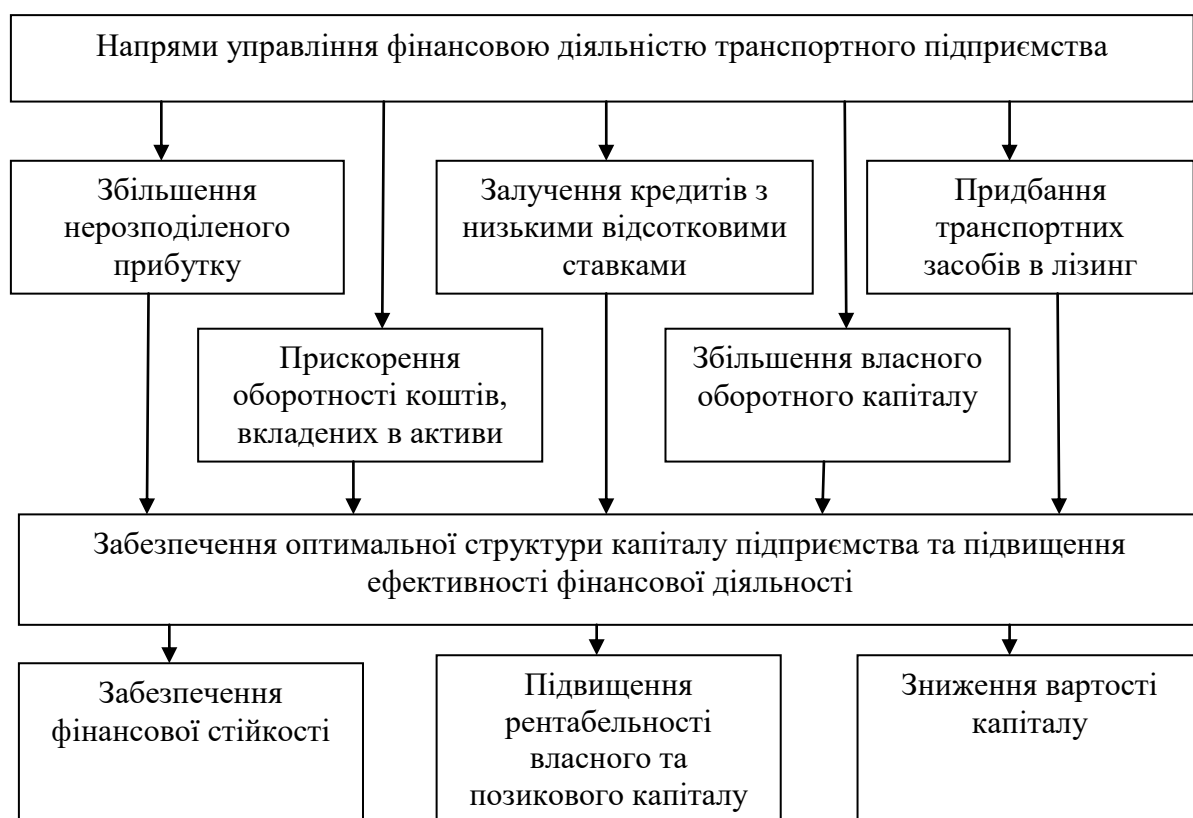 Напрями управління фінансовою діяльністю транспортного підприємства
Збільшення
нерозподіленого
прибутку
Залучення кредитів з
низькими відсотковими
ставками
Придбання
транспортних
засобів в лізинг
Прискорення
оборотності коштів,
вкладених в активи
Збільшення власного
оборотного капіталу
Забезпечення оптимальної структури капіталу підприємства та підвищення
ефективності фінансової діяльності
Забезпечення
фінансової стійкості
Підвищення
рентабельності
власного та
позикового капіталу
Зниження вартості
капіталу